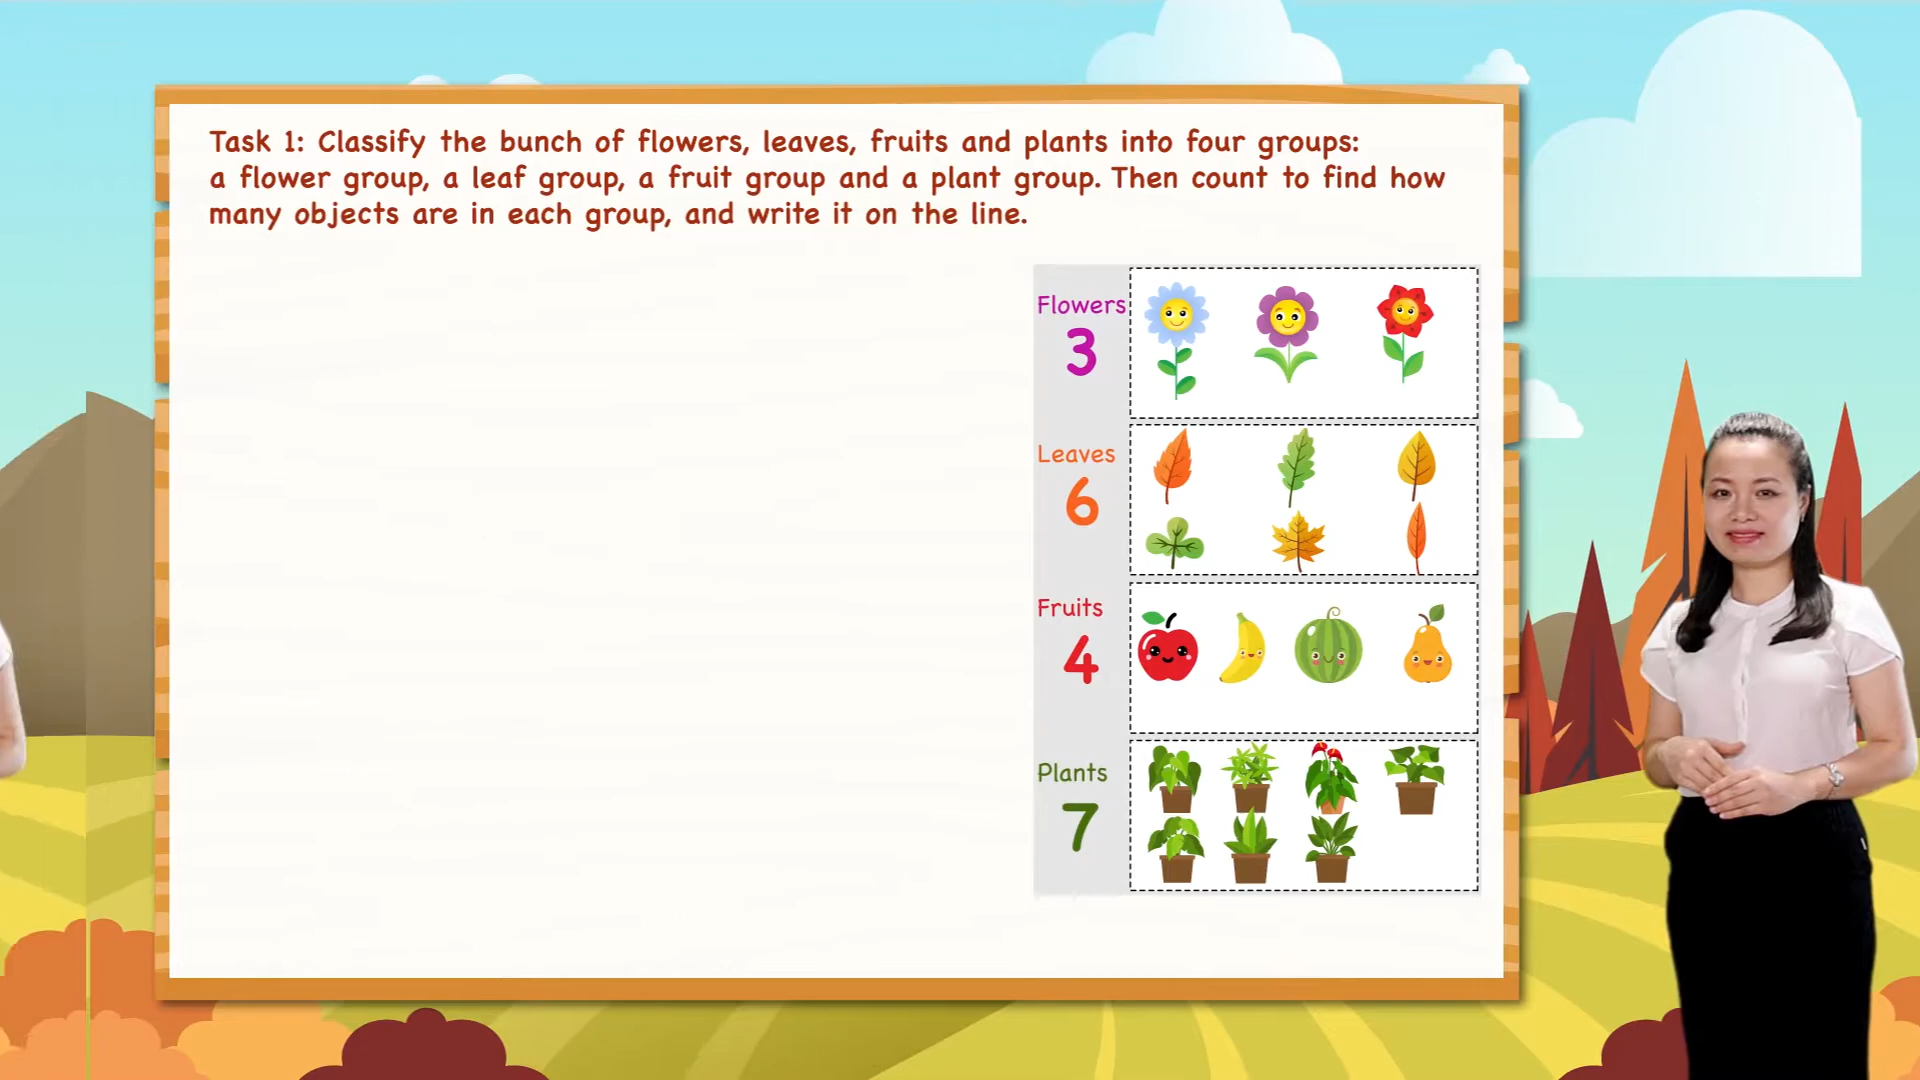 Task 1: Classify the bunch of flowers, leaves, fruits and plants into four groups:
a flower group, a leaf group, a fruit group and a plant group. Then count to find how
many objects are in each group, and write it on the line.
Flowers
3
Leaves
6
Fruits
4
Plants
7